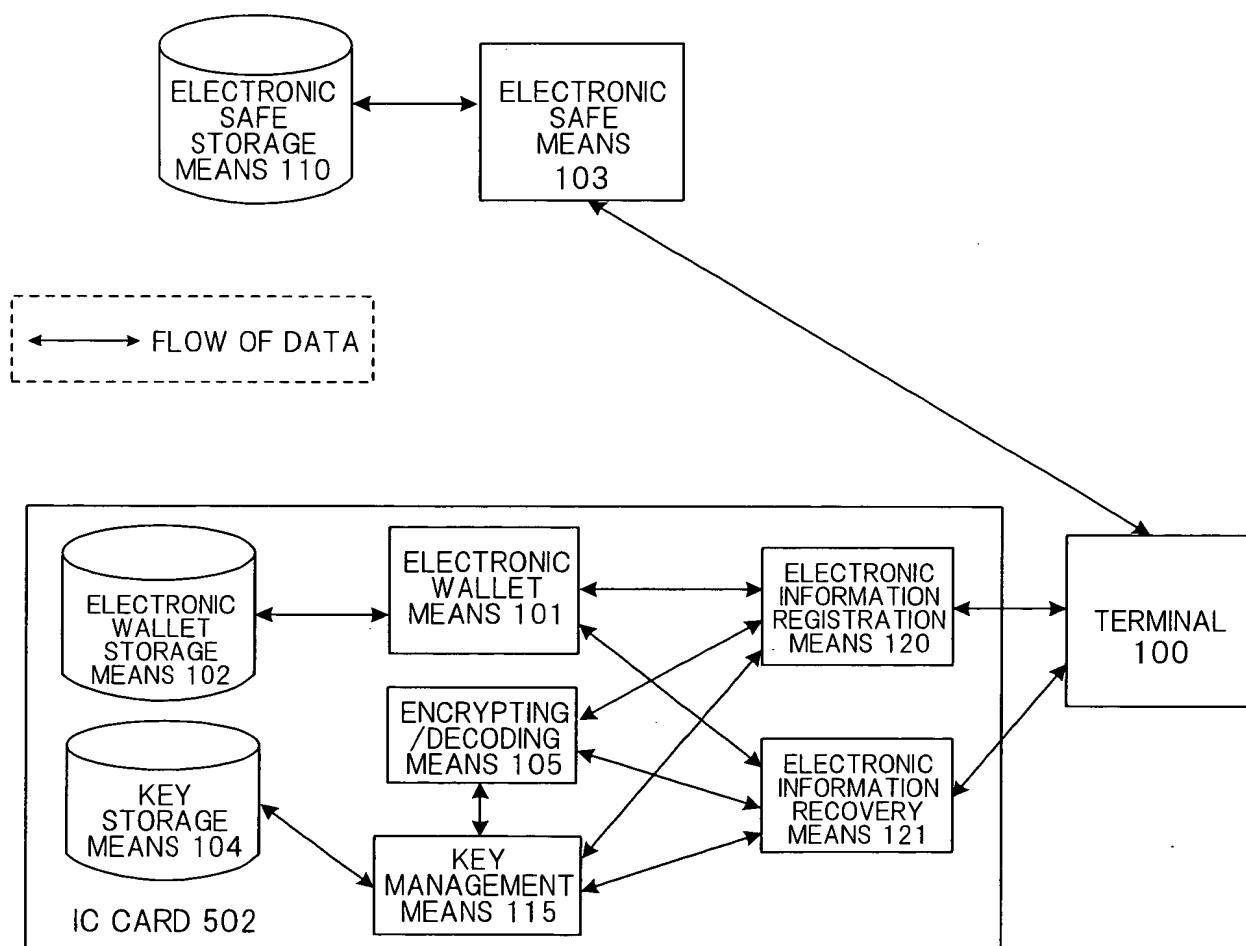 ELECTRONIC
SAFE
STORAGE
MEANS 110
ELECTRONIC
SAFE
MEANS
103
FLOW OF DATA
ELECTRONIC
WALLET
STORAGE
MEANS 102
ELECTRONIC
WALLET
MEANS 101
ELECTRONIC
INFORMATION
REGISTRATION
MEANS 120
TERMINAL
100
ENCRYPTING
/DECODING
MEANS 105
KEY
STORAGE
MEANS 104
ELECTRONIC
INFORMATION
RECOVERY
MEANS 121
KEY
MANAGEMENT
MEANS 115
IC CARD 502